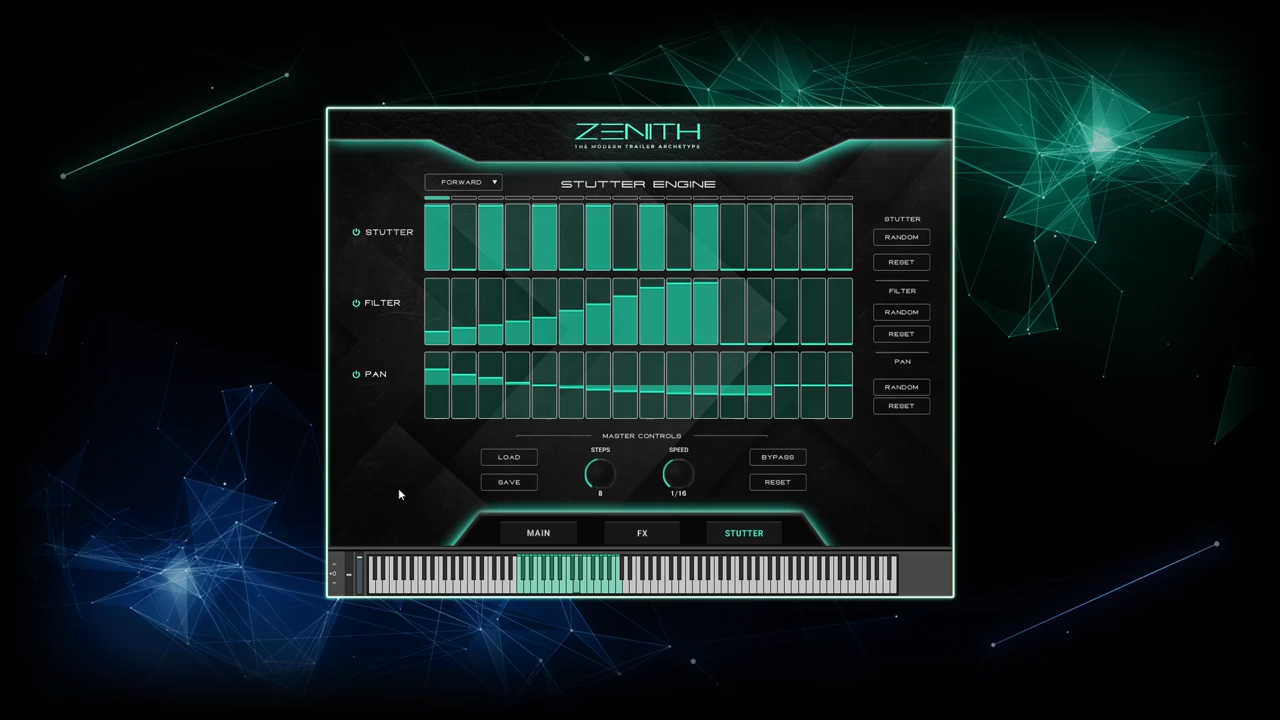 ZENITH
THE MODERN TRAILER ARCHETYPE
FORWARD
STUTTER ENGINE
STUTTER
FILTER
PAN
STUTTER
RANDOM
RESET
FILTER
RANDOM
RESET
PAN
RANDOM
RESET
MASTER CONTROLS
LOAD
SAVE
STEPS
8
SPEED
1/16
BYPASS
RESET
MAIN
FX
STUTTER
+0